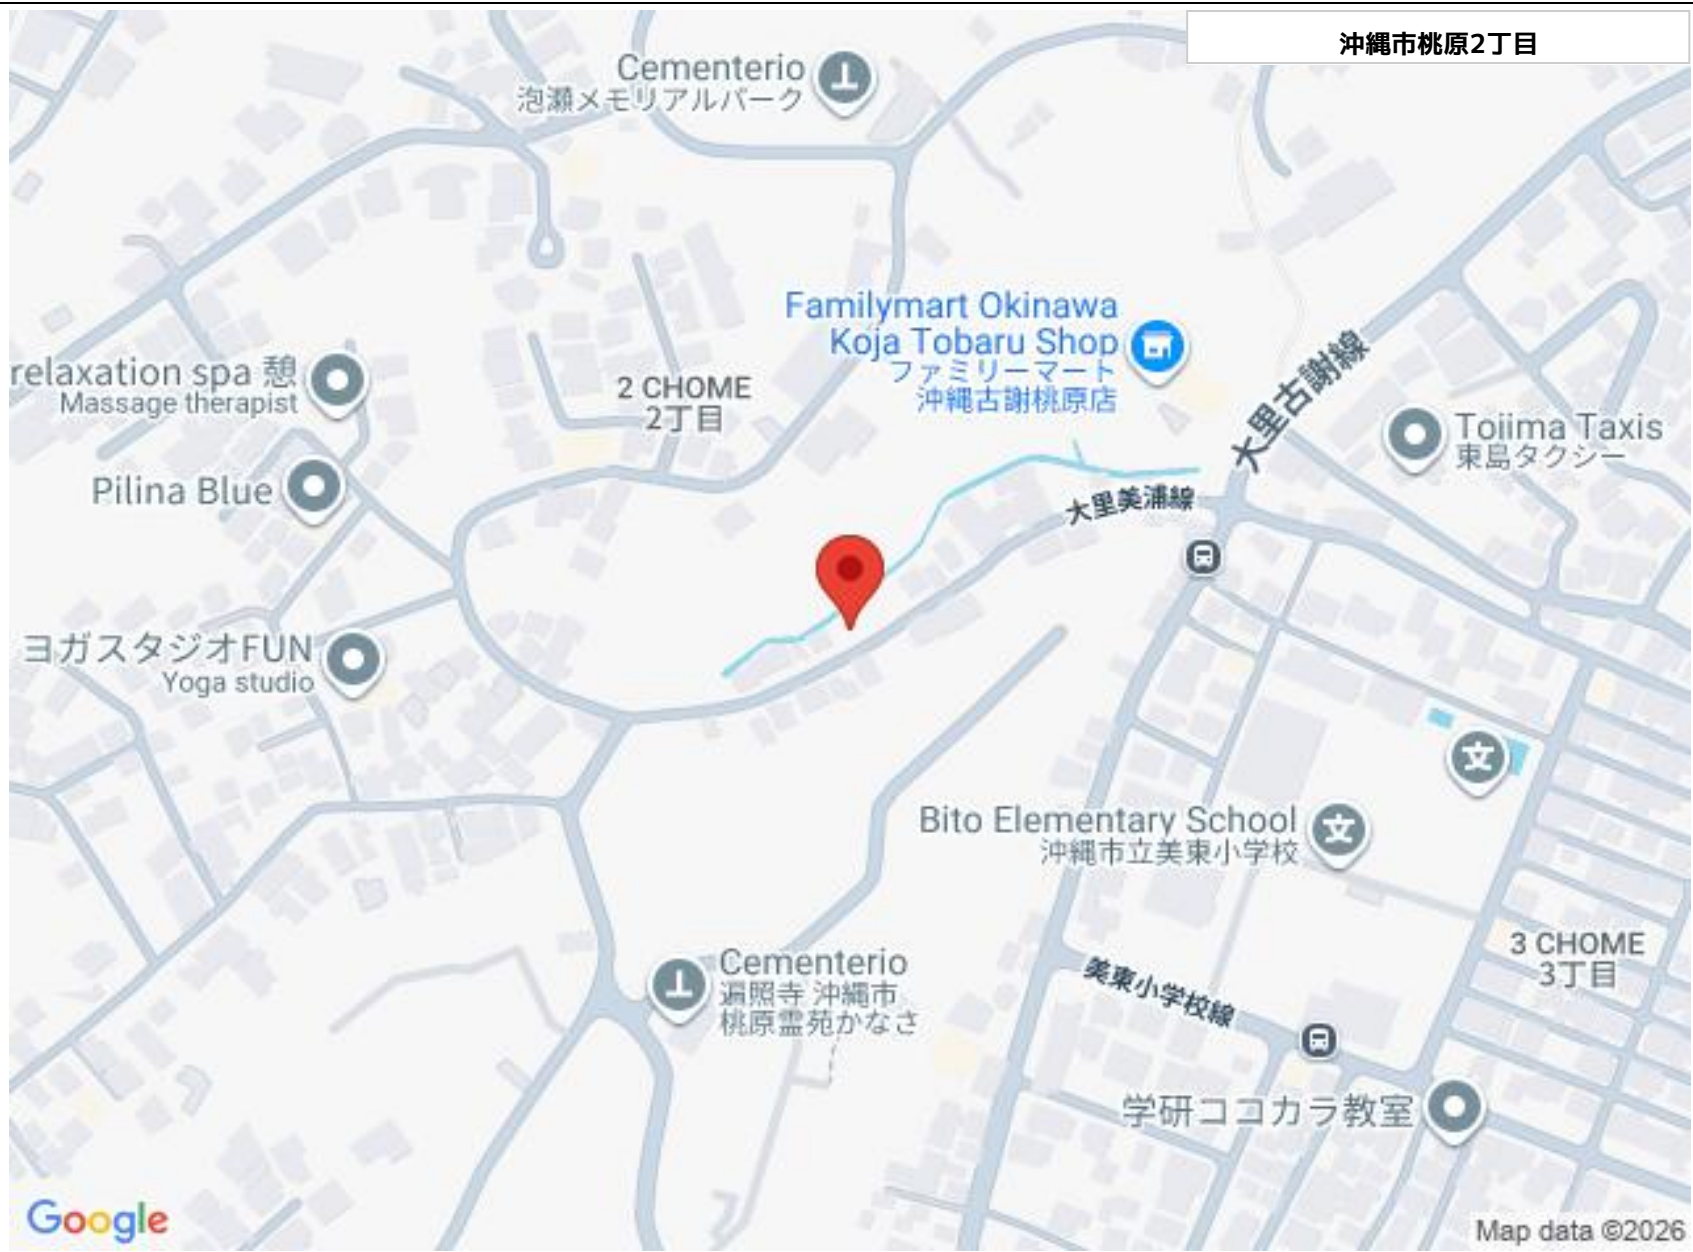 沖縄市桃原2丁目
Cementerio
泡瀬メモリアルパーク
Familymart Okinawa
Koja Tobaru Shop
ファミリーマート
沖縄古謝桃原店
大里古謝線
relaxation spa 憩
Massage therapist
2 CHOME
2丁目
Tojima Taxis
東島タクシー
Pilina Blue
大里美浦線
ヨガスタジオFUN
Yoga studio
Bito Elementary School
沖縄市立美東小学校
3 CHOME
3丁目
Cementerio
遍照寺 沖縄市
桃原霊苑かなさ
美東小学校線
学研ココカラ教室
文
文
Google
Map data ©2026